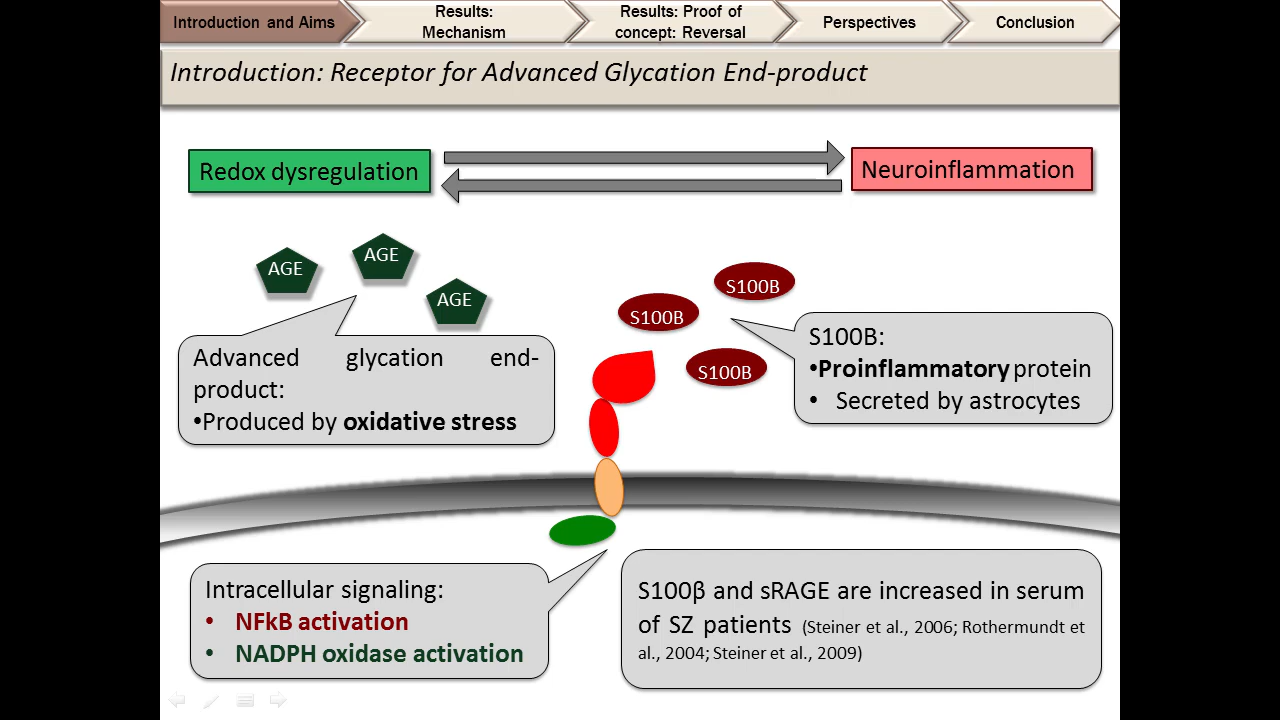 Introduction and Aims
Results:
Mechanism
Results: Proof of
concept: Reversal
Perspectives
Conclusion
Introduction: Receptor for Advanced Glycation End-product
Redox dysregulation
Neuroinflammation
AGE
AGE
AGE
S100B
S100B
S100B
Advanced glycation end-
product:
•Produced by oxidative stress
S100B:
•Proinflammatory protein
• Secreted by astrocytes
Intracellular signaling:
• NFkB activation
• NADPH oxidase activation
S100β and sRAGE are increased in serum
of SZ patients (Steiner et al., 2006; Rothermundt et
al., 2004; Steiner et al., 2009)